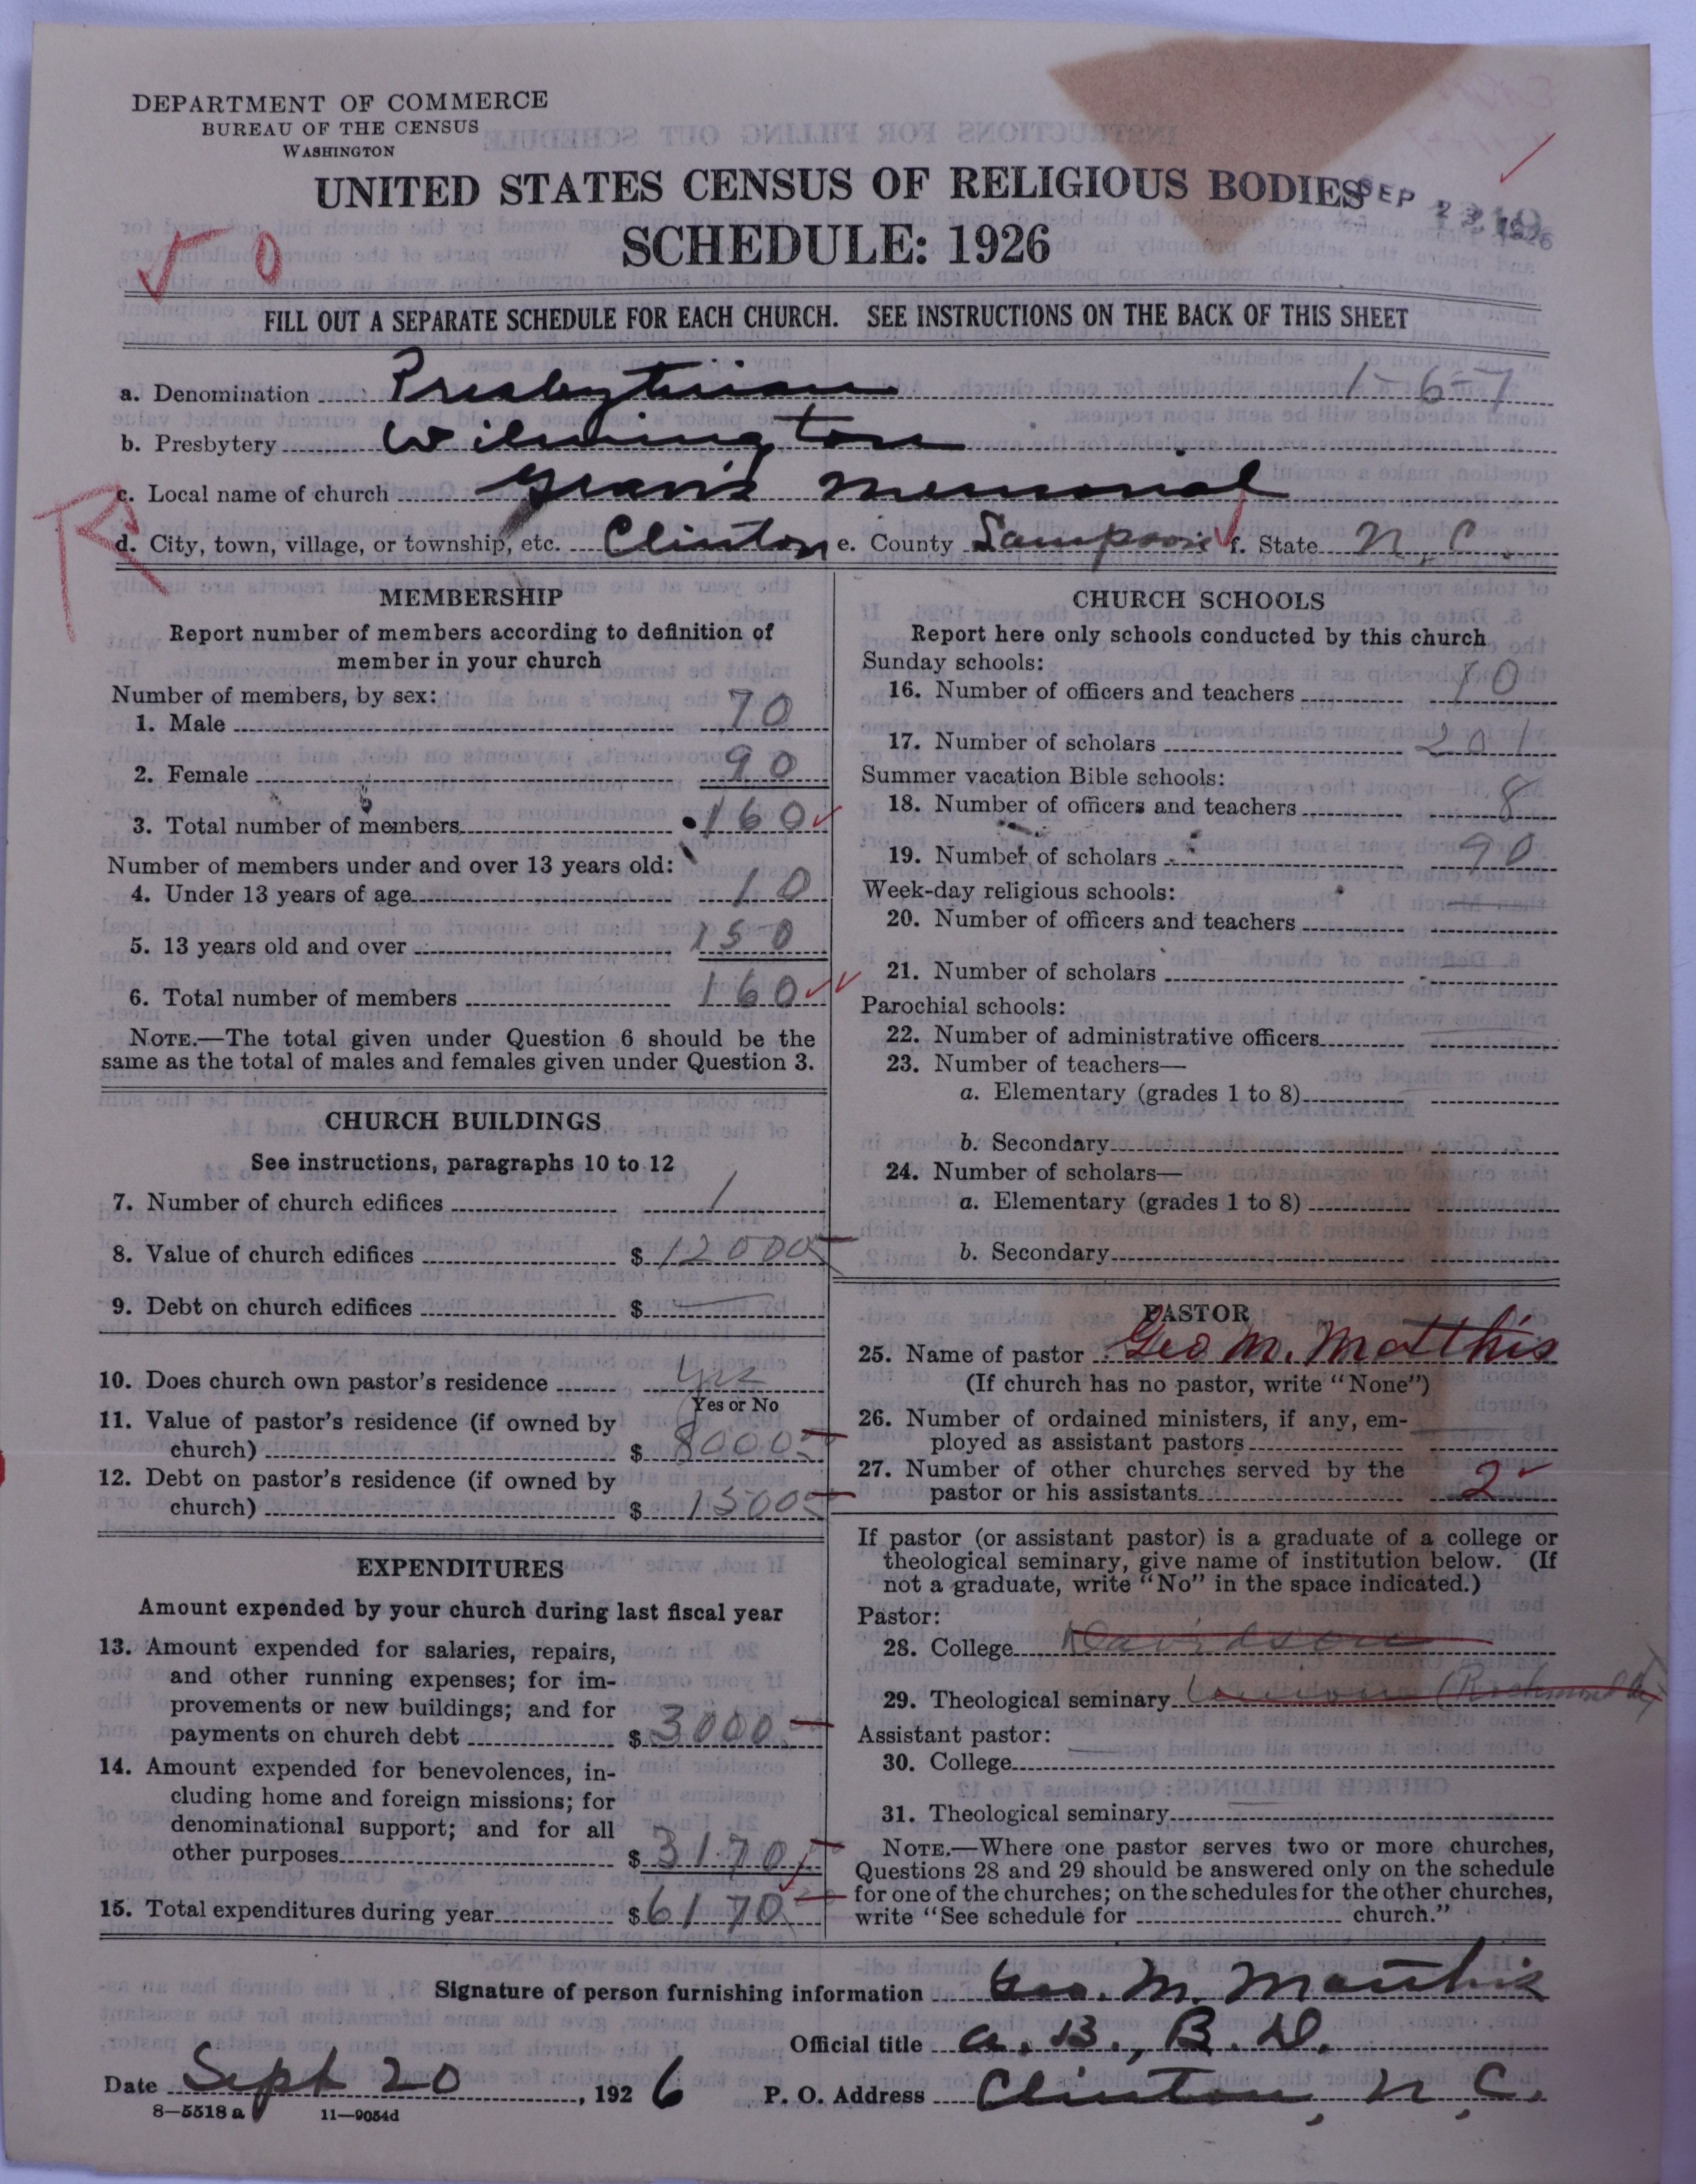 DEPARTMENT OF COMMERCE
BUREAU OF THE CENSUS
WASHINGTON
UNITED STATES CENSUS OF RELIGIOUS BODIES
SEP 22 1926
SCHEDULE: 1926
0
FILL OUT A SEPARATE SCHEDULE FOR EACH CHURCH. SEE INSTRUCTIONS ON THE BACK OF THIS SHEET
a. Denomination Presbyterian 1-6-7
b. Presbytery Wilmington
c. Local name of church Memorial
R
d. City, town, village, or township, etc. Clinton e. County Sampson f. State N. C.
MEMBERSHIP
Report number of members according to definition of
member in your church
Number of members, by sex:
1. Male 70
2. Female 90
3. Total number of members 160
Number of members under and over 13 years old:
4. Under 13 years of age 10
5. 13 years old and over 150
6. Total number of members 160
NOTE.—The total given under Question 6 should be the
same as the total of males and females given under Question 3.
CHURCH BUILDINGS
See instructions, paragraphs 10 to 12
7. Number of church edifices 1
8. Value of church edifices $ 12000
9. Debt on church edifices $ —
10. Does church own pastor's residence yes
Yes or No
11. Value of pastor's residence (if owned by
church) $ 8000
12. Debt on pastor's residence (if owned by
church) $ 1500
EXPENDITURES
Amount expended by your church during last fiscal year
13. Amount expended for salaries, repairs,
and other running expenses; for im-
provements or new buildings; and for
payments on church debt $ 3000
14. Amount expended for benevolences, in-
cluding home and foreign missions; for
denominational support; and for all
other purposes $ 3170
15. Total expenditures during year $ 6170
CHURCH SCHOOLS
Report here only schools conducted by this church
Sunday schools:
16. Number of officers and teachers 10
17. Number of scholars 201
Summer vacation Bible schools:
18. Number of officers and teachers 8
19. Number of scholars 90
Week-day religious schools:
20. Number of officers and teachers
21. Number of scholars
Parochial schools:
22. Number of administrative officers
23. Number of teachers—
a. Elementary (grades 1 to 8)
b. Secondary
24. Number of scholars—
a. Elementary (grades 1 to 8)
b. Secondary
PASTOR
25. Name of pastor Geo M. Matthis
(If church has no pastor, write "None")
26. Number of ordained ministers, if any, em-
ployed as assistant pastors
27. Number of other churches served by the
pastor or his assistants 2
If pastor (or assistant pastor) is a graduate of a college or
theological seminary, give name of institution below. (If
not a graduate, write "No" in the space indicated.)
Pastor:
28. College Davidson
29. Theological seminary Union (Richmond Va)
Assistant pastor:
30. College
31. Theological seminary
NOTE.—Where one pastor serves two or more churches,
Questions 28 and 29 should be answered only on the schedule
for one of the churches; on the schedules for the other churches,
write "See schedule for church."
Signature of person furnishing information Geo. M. Matthis
Official title A. B., B. D.
Date Sept 20, 1926 P. O. Address Clinton, N. C.
8—5518a 11—9054d